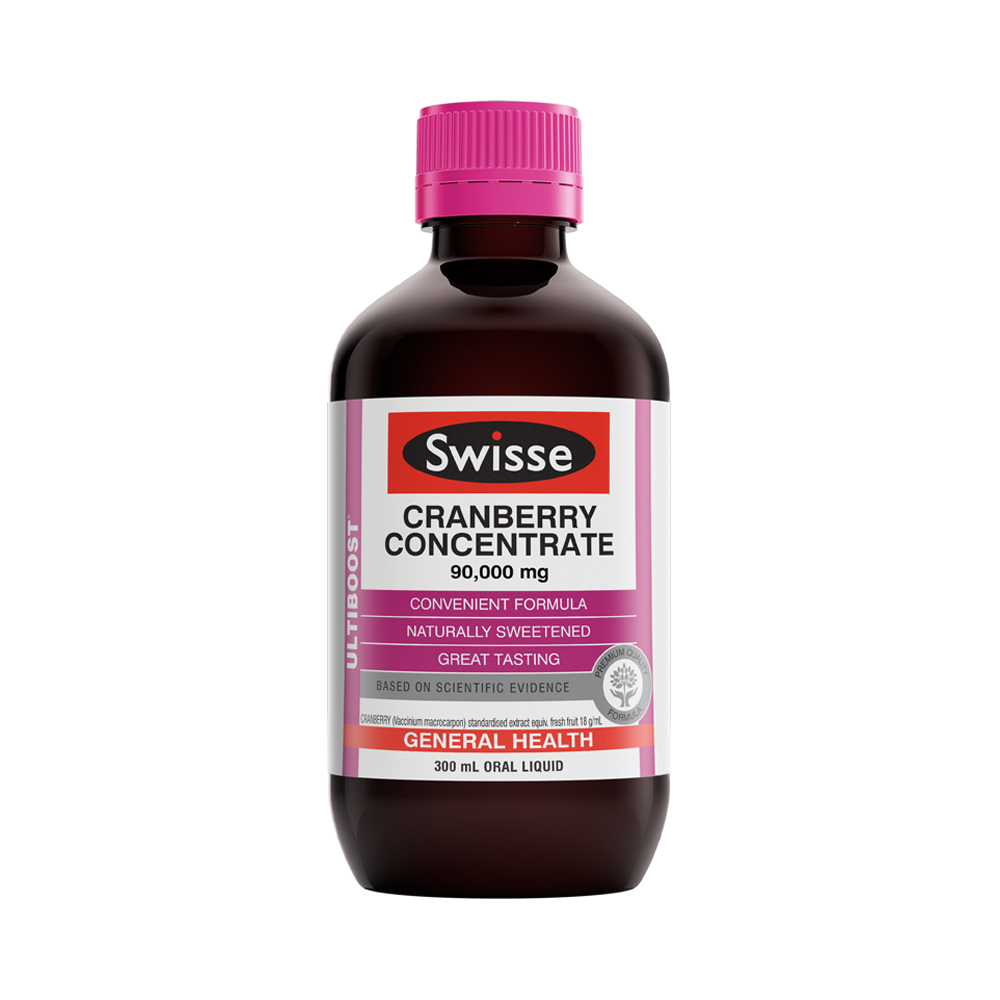 Swisse
CRANBERRY
CONCENTRATE
90,000 mg
ULTIBOOST
CONVENIENT FORMULA
NATURALLY SWEETENED
GREAT TASTING
BASED ON SCIENTIFIC EVIDENCE
PREMIUM QUALITY
FORMULA
CRANBERRY (Vaccinium macrocarpon) standardised extract equiv. fresh fruit 18 g/mL
GENERAL HEALTH
300 mL ORAL LIQUID